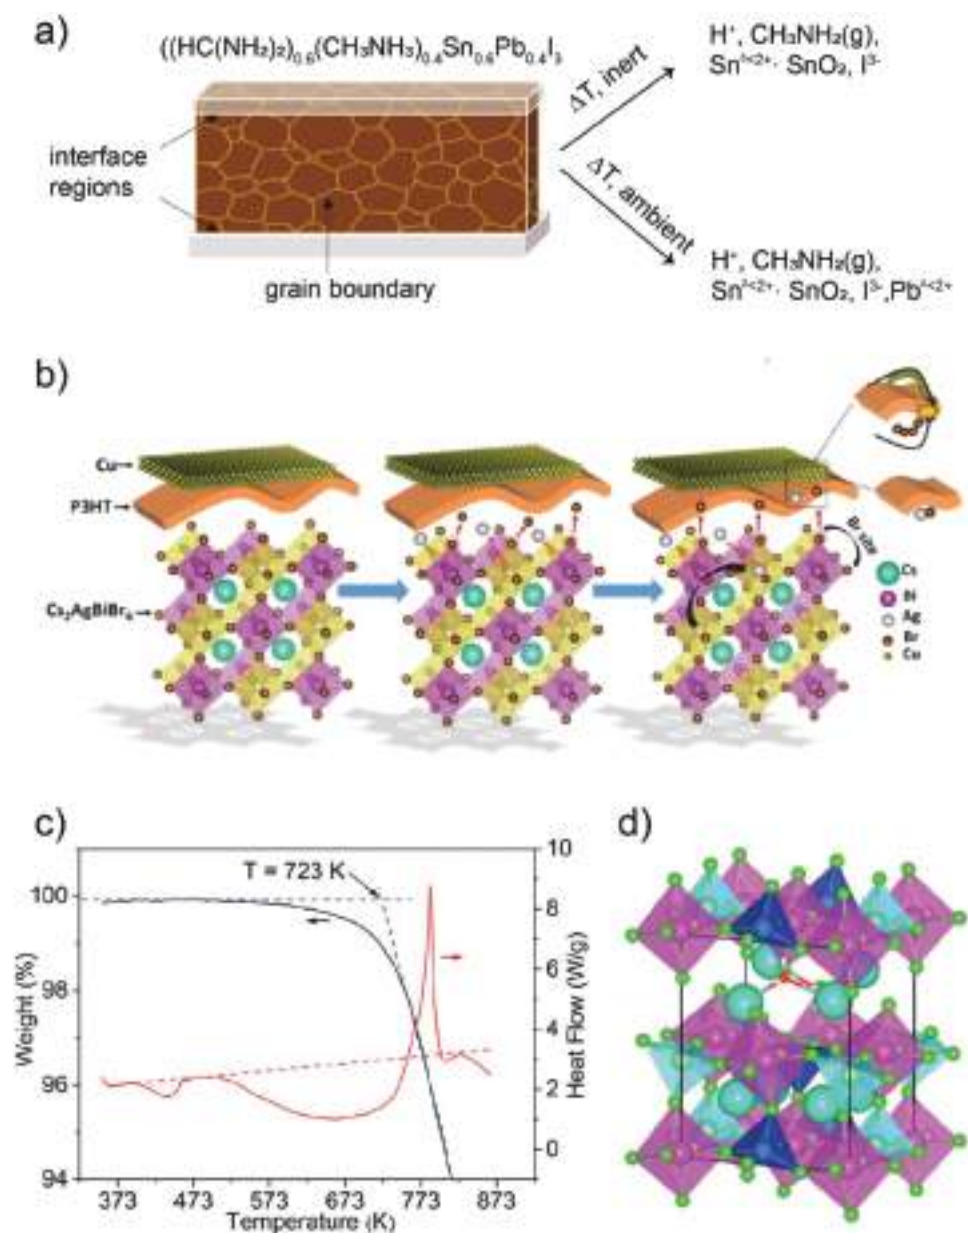 a)
((HC(NH₂)₂)₀.₆(CH₃NH₃)₀.₄Sn₀.₆Pb₀.₄I₃
interface
regions
grain boundary
ΔT, inert
H⁺, CH₃NH₂(g),
SnO₂, I³⁻
ΔT, ambient
H⁺, CH₃NH₂(g),
SnO₂, I³⁻,
b)
Cu
P3HT
Cs₂AgBiBr₆
Br site
Cs
Bi
Ag
Br
Cu
c)
T = 723 K
Weight (%)
100
98
96
94
10
8
6
4
2
0
Heat Flow (W/g)
373 473 573 673 773 873
Temperature (K)
d)